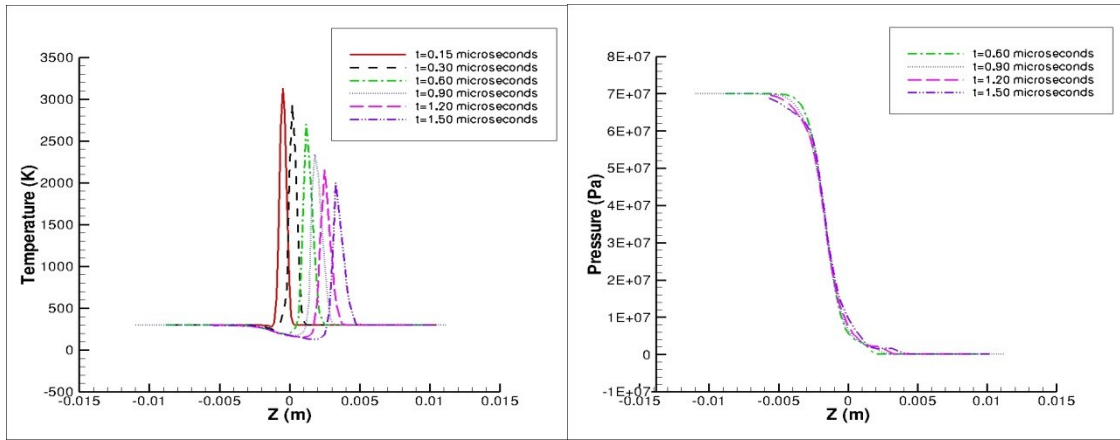 t=0.15 microseconds
t=0.30 microseconds
t=0.60 microseconds
t=0.90 microseconds
t=1.20 microseconds
t=1.50 microseconds
3500
3000
2500
2000
1500
1000
500
0
-500
Temperature (K)
-0.015 -0.01 -0.005 0 0.005 0.01 0.015
Z (m)
t=0.60 microseconds
t=0.90 microseconds
t=1.20 microseconds
t=1.50 microseconds
8E+07
7E+07
6E+07
5E+07
4E+07
3E+07
2E+07
1E+07
0
-1E+07
Pressure (Pa)
-0.01 -0.005 0 0.005 0.01 0.015
Z (m)